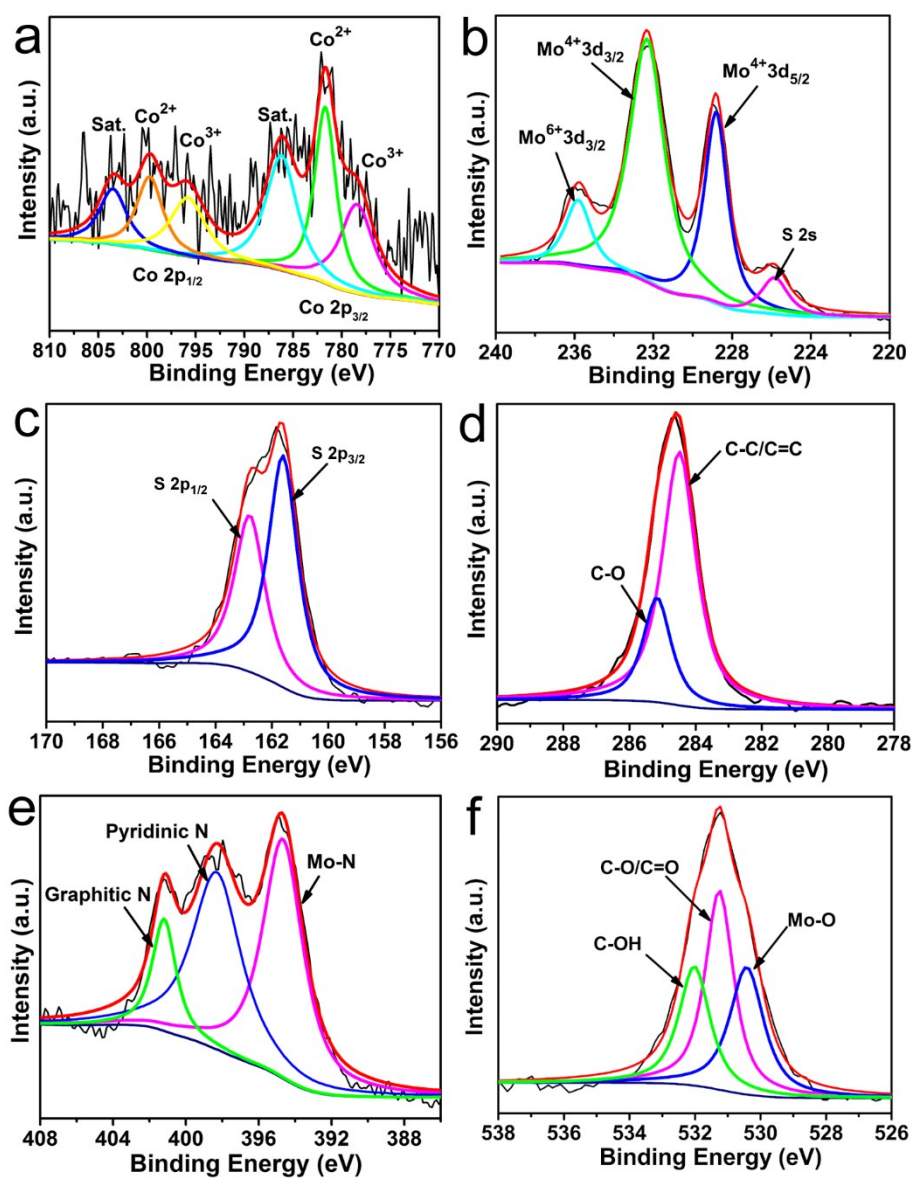 a
Co2+
Sat.
Co2+
Co3+
Sat.
Co3+
Co 2p1/2
Co 2p3/2
Intensity (a.u.)
810 805 800 795 790 785 780 775 770
Binding Energy (eV)
b
Mo4+3d3/2
Mo4+3d5/2
Mo6+3d3/2
S 2s
Intensity (a.u.)
240 236 232 228 224 220
Binding Energy (eV)
c
S 2p3/2
S 2p1/2
Intensity (a.u.)
170 168 166 164 162 160 158 156
Binding Energy (eV)
d
C-C/C=C
C-O
Intensity (a.u.)
290 288 286 284 282 280 278
Binding Energy (eV)
e
Pyridinic N
Mo-N
Graphitic N
Intensity (a.u.)
408 404 400 396 392 388
Binding Energy (eV)
f
C-O/C=O
C-OH
Mo-O
Intensity (a.u.)
538 536 534 532 530 528 526
Binding Energy (eV)